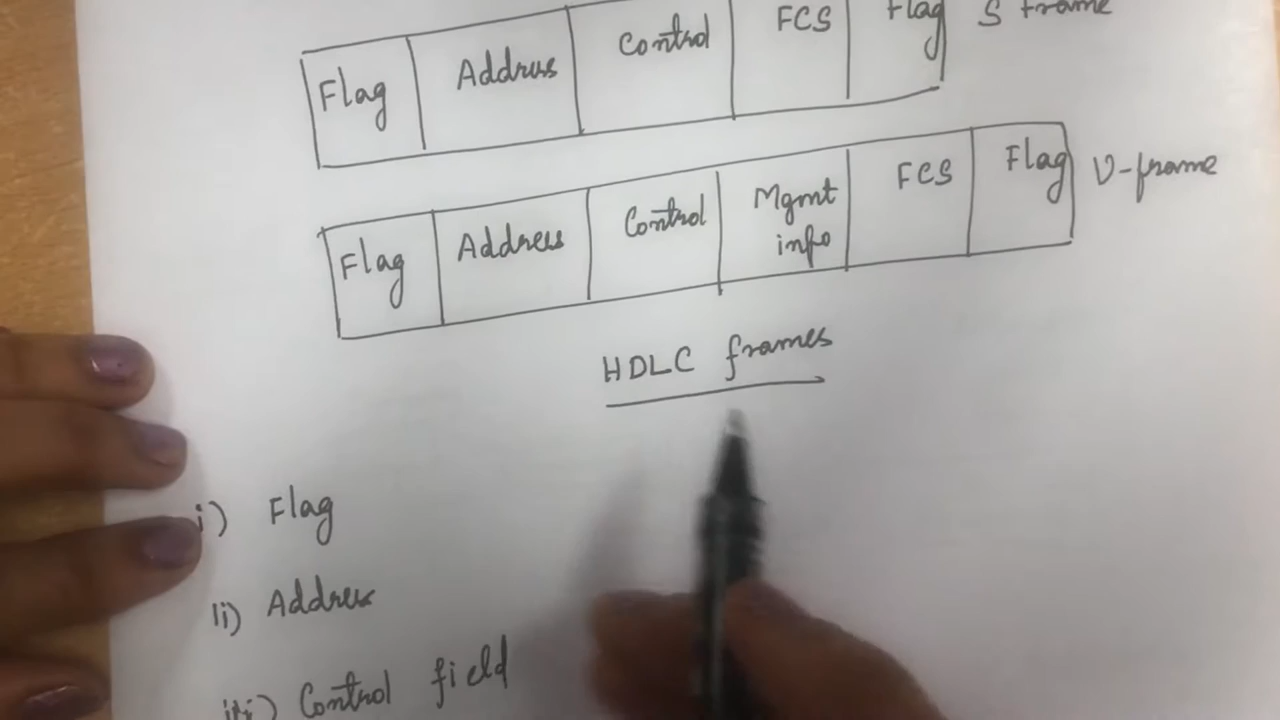 Flag Address Control FCS Flag S frame
Flag Address Control Mgmt info FCS Flag U-frame
HDLC frames
i) Flag
ii) Address
iii) Control field